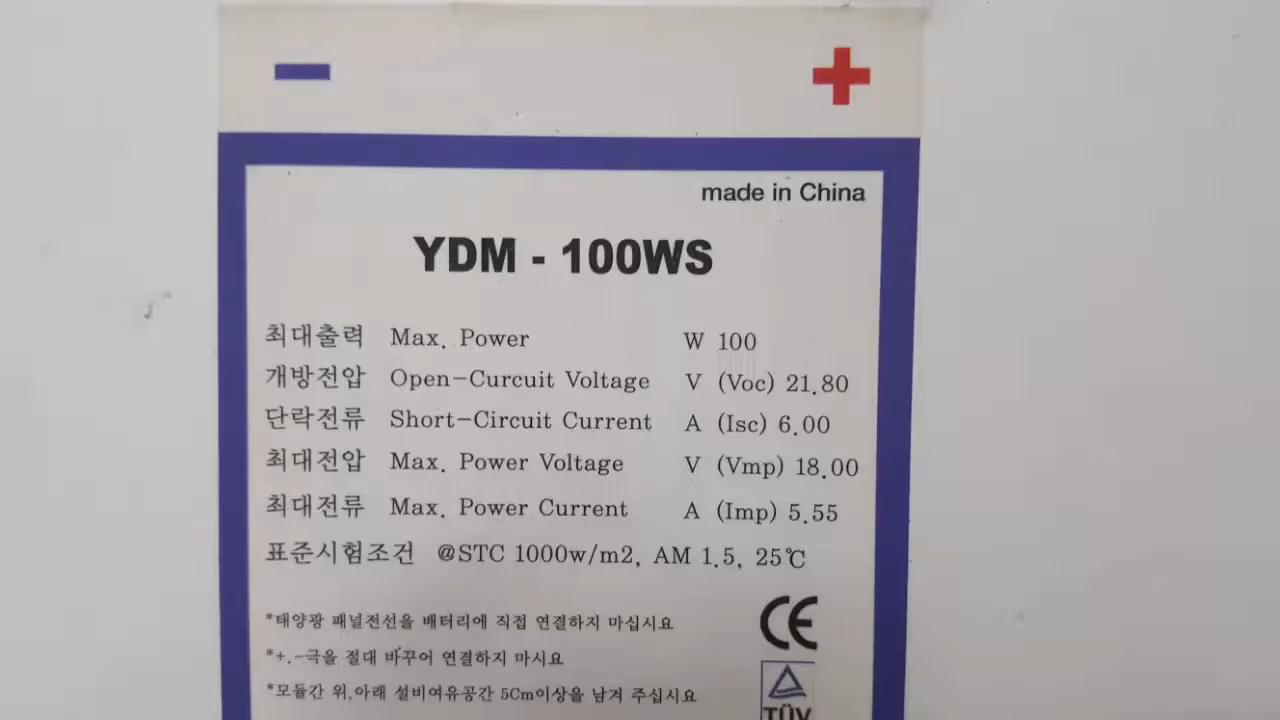 - +
made in China
YDM - 100WS
최대출력 Max. Power W 100
개방전압 Open-Curcuit Voltage V (Voc) 21.80
단락전류 Short-Circuit Current A (Isc) 6.00
최대전압 Max. Power Voltage V (Vmp) 18.00
최대전류 Max. Power Current A (Imp) 5.55
표준시험조건 @STC 1000w/m2, AM 1.5, 25℃
*태양광 패널전선을 배터리에 직접 연결하지 마십시요
*+.-극을 절대 바꾸어 연결하지 마시요
*모듈간 위,아래 설비여유공간 5Cm이상을 남겨 주십시요
CE
TÜV